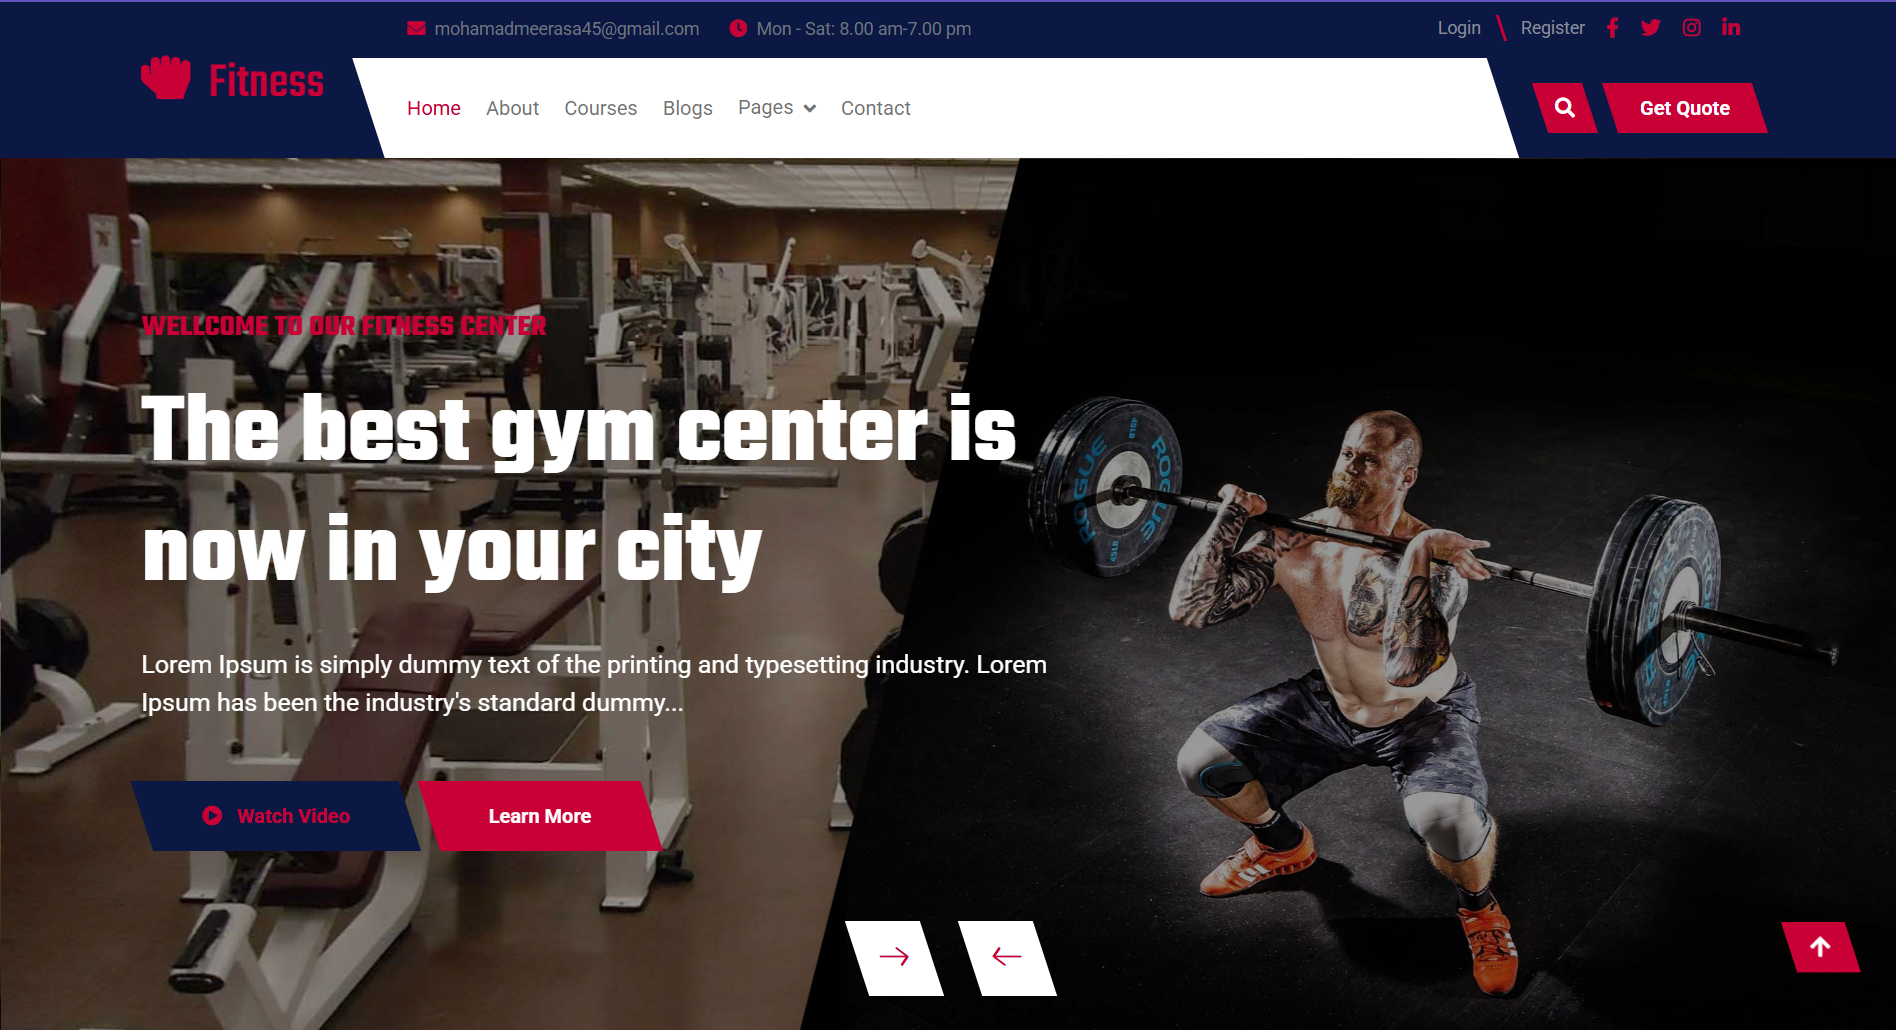 mohamadmeerasa45@gmail.com Mon - Sat: 8.00 am-7.00 pm Login Register
Fitness
Home About Courses Blogs Pages Contact
Get Quote
WELLCOME TO OUR FITNESS CENTER
The best gym center is
now in your city
Lorem Ipsum is simply dummy text of the printing and typesetting industry. Lorem
Ipsum has been the industry's standard dummy...
Watch Video Learn More
ROGUE
ROGUE
45LB